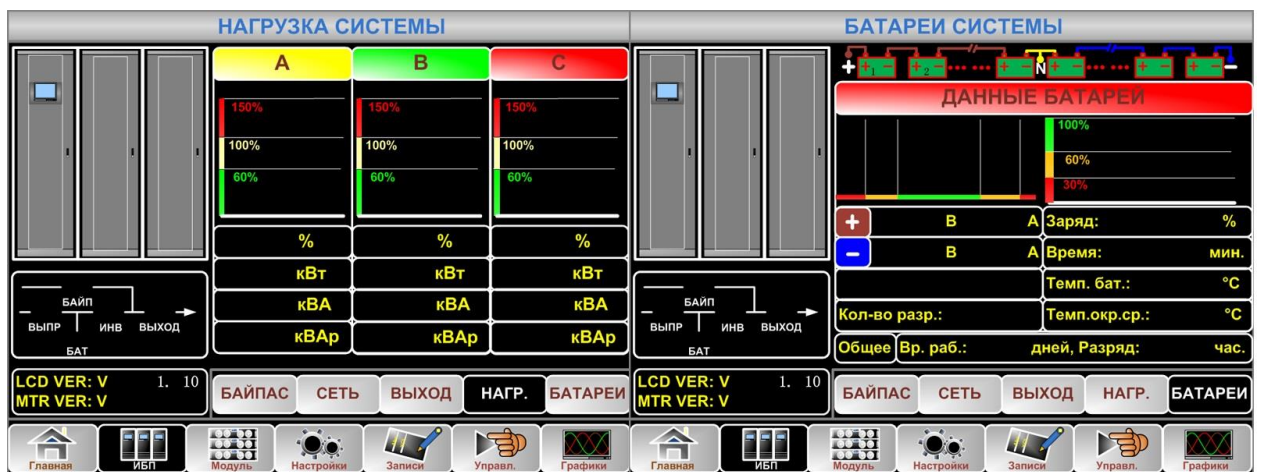 НАГРУЗКА СИСТЕМЫ
A B C
150% 150% 150%
100% 100% 100%
60% 60% 60%
% % %
кВт кВт кВт
кВА кВА кВА
кВАр кВАр кВАр
БАЙП
ВЫПР ИНВ ВЫХОД
БАТ
LCD VER: V 1. 10
MTR VER: V
БАЙПАС СЕТЬ ВЫХОД НАГР. БАТАРЕИ
Главная ИБП Модуль Настройки Записи Управл. Графики
БАТАРЕИ СИСТЕМЫ
+ + 1 - + 2 - + - N + - + - + - -
ДАННЫЕ БАТАРЕЙ
100%
60%
30%
+ В А Заряд: %
- В А Время: мин.
Темп. бат.: °C
Кол-во разр.: Темп.окр.ср.: °C
Общее Вр. раб.: дней, Разряд: час.
БАЙП
ВЫПР ИНВ ВЫХОД
БАТ
LCD VER: V 1. 10
MTR VER: V
БАЙПАС СЕТЬ ВЫХОД НАГР. БАТАРЕИ
Главная ИБП Модуль Настройки Записи Управл. Графики